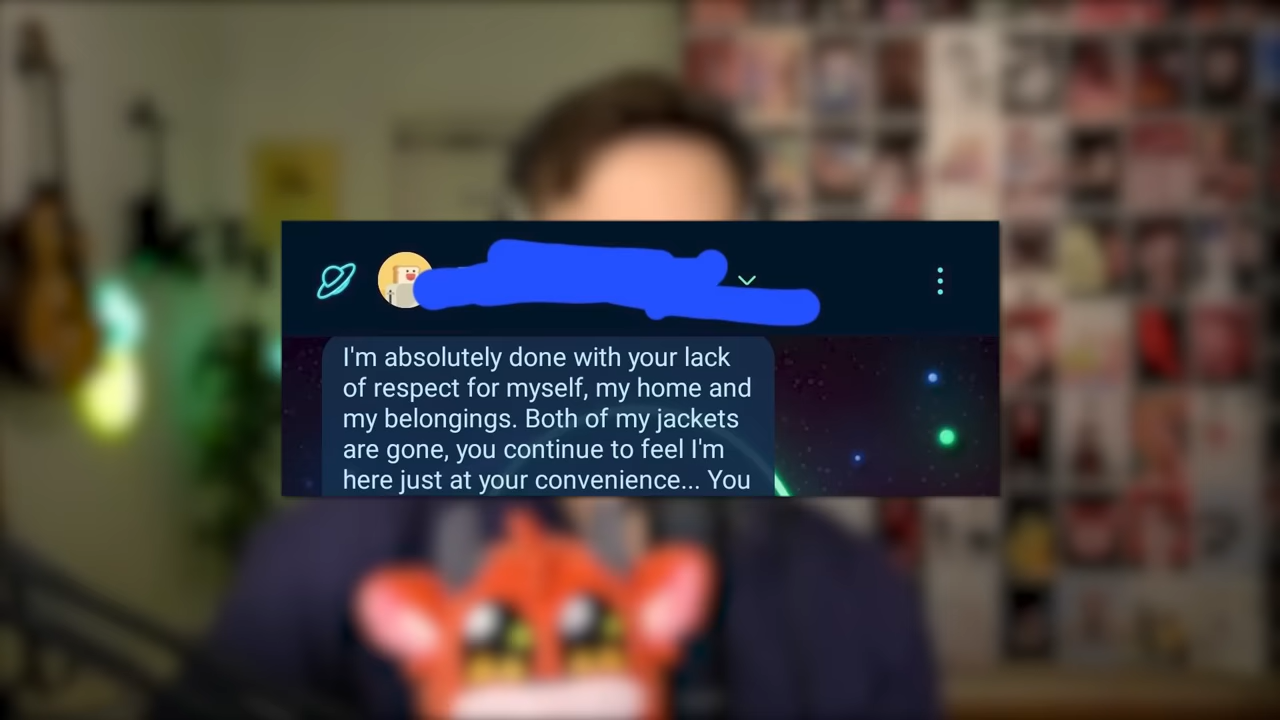 I'm absolutely done with your lack
of respect for myself, my home and
my belongings. Both of my jackets
are gone, you continue to feel I'm
here just at your convenience... You